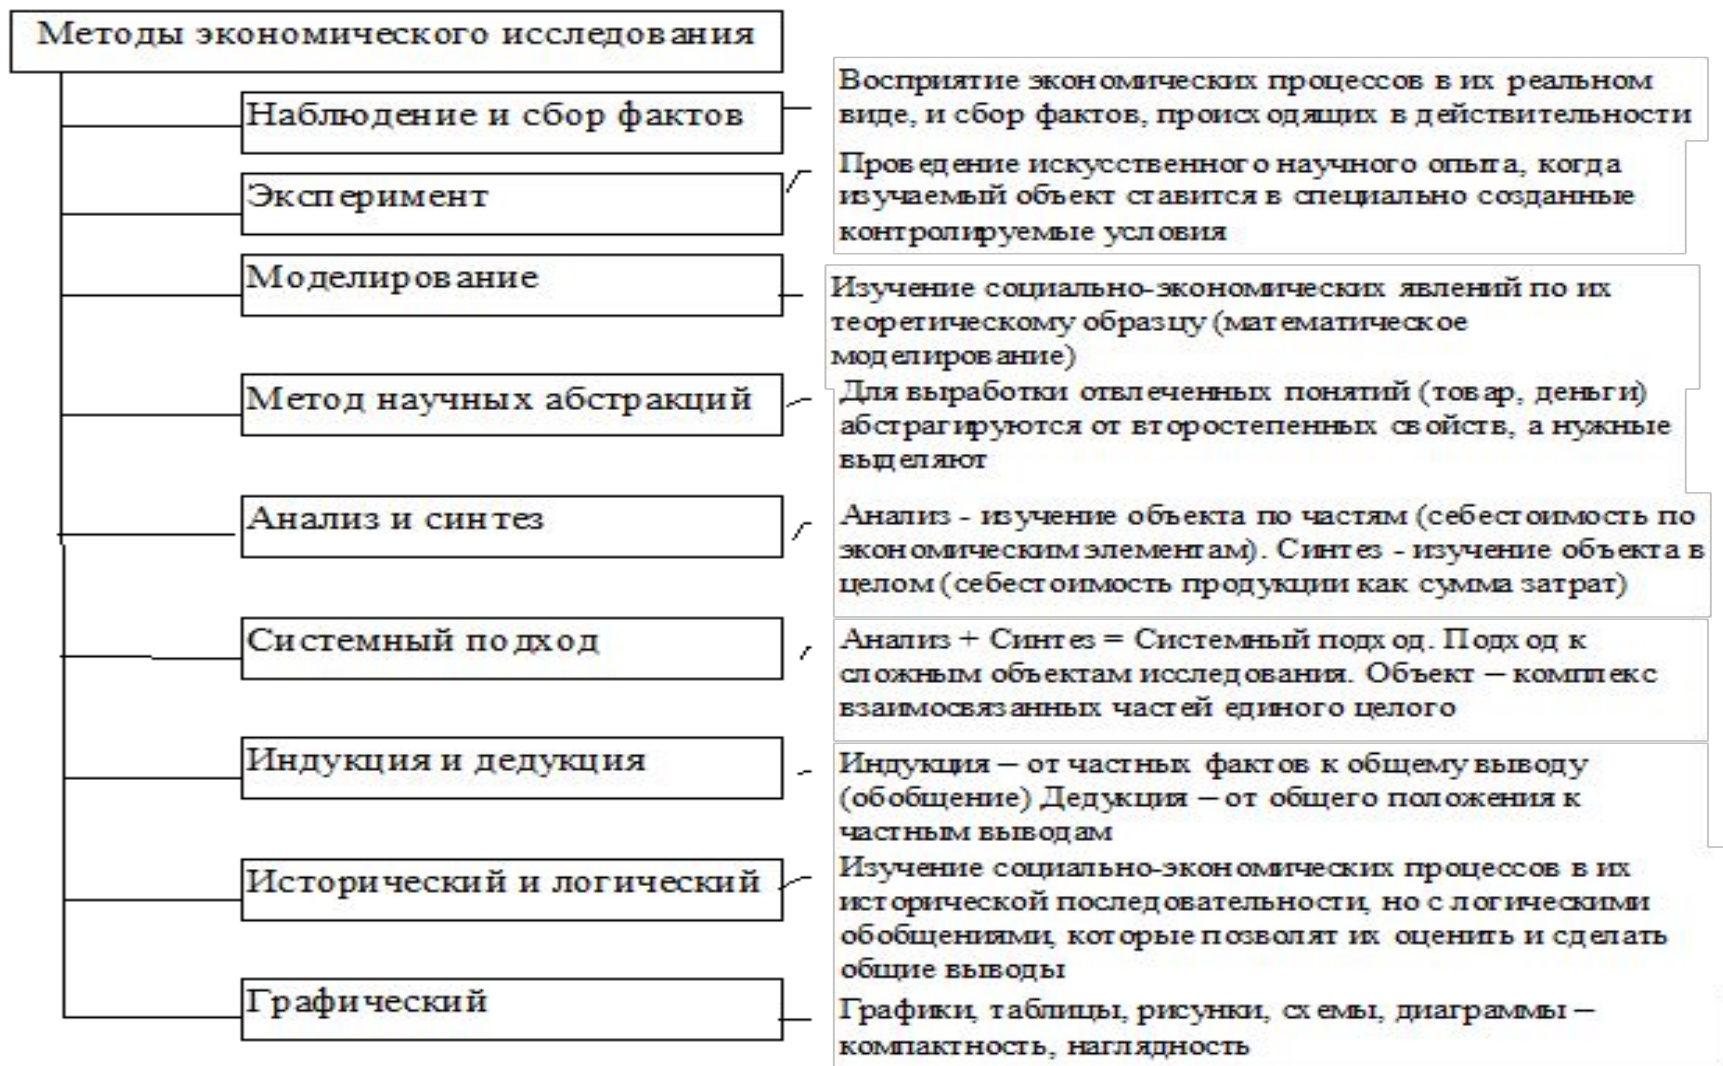 Методы экономического исследования
Наблюдение и сбор фактов
Восприятие экономических процессов в их реальном
виде, и сбор фактов, происходящих в действительности
Эксперимент
Проведение искусственного научного опыта, когда
изучаемый объект ставится в специально созданные
контролируемые условия
Моделирование
Изучение социально-экономических явлений по их
теоретическому образцу (математическое
моделирование)
Метод научных абстракций
Для выработки отвлеченных понятий (товар, деньги)
абстрагируются от второстепенных свойств, а нужные
выделяют
Анализ и синтез
Анализ - изучение объекта по частям (себестоимость по
экономическим элементам). Синтез - изучение объекта в
целом (себестоимость продукции как сумма затрат)
Системный подход
Анализ + Синтез = Системный подход. Подход к
сложным объектам исследования. Объект – комплекс
взаимосвязанных частей единого целого
Индукция и дедукция
Индукция – от частных фактов к общему выводу
(обобщение) Дедукция – от общего положения к
частным выводам
Исторический и логический
Изучение социально-экономических процессов в их
исторической последовательности, но с логическими
обобщениями, которые позволят их оценить и сделать
общие выводы
Графический
Графики, таблицы, рисунки, схемы, диаграммы –
компактность, наглядность